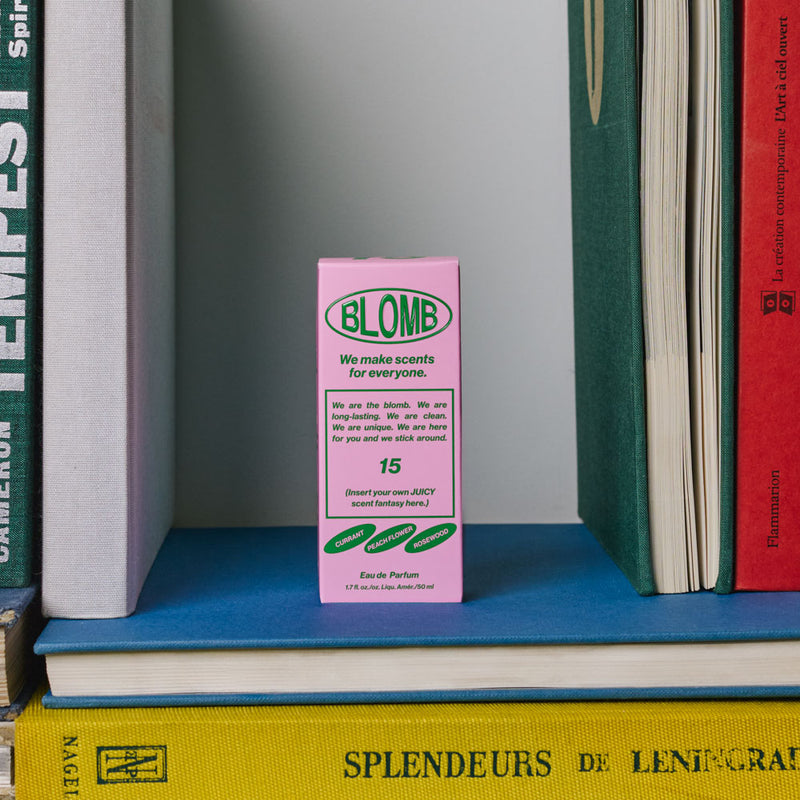 TEMPEST
Spir
CAMERON
BLOMB
We make scents
for everyone.
We are the blomb. We are
long-lasting. We are clean.
We are unique. We are here
for you and we stick around.
15
(Insert your own JUICY
scent fantasy here.)
CURRANT
PEACH FLOWER
ROSEWOOD
Eau de Parfum
1.7 fl. oz./oz. Liqu. Amér./50 ml
La création contemporaine L'Art à ciel ouvert
Flammarion
NAGEL
N
SPLENDEURS DE LENINGRAD